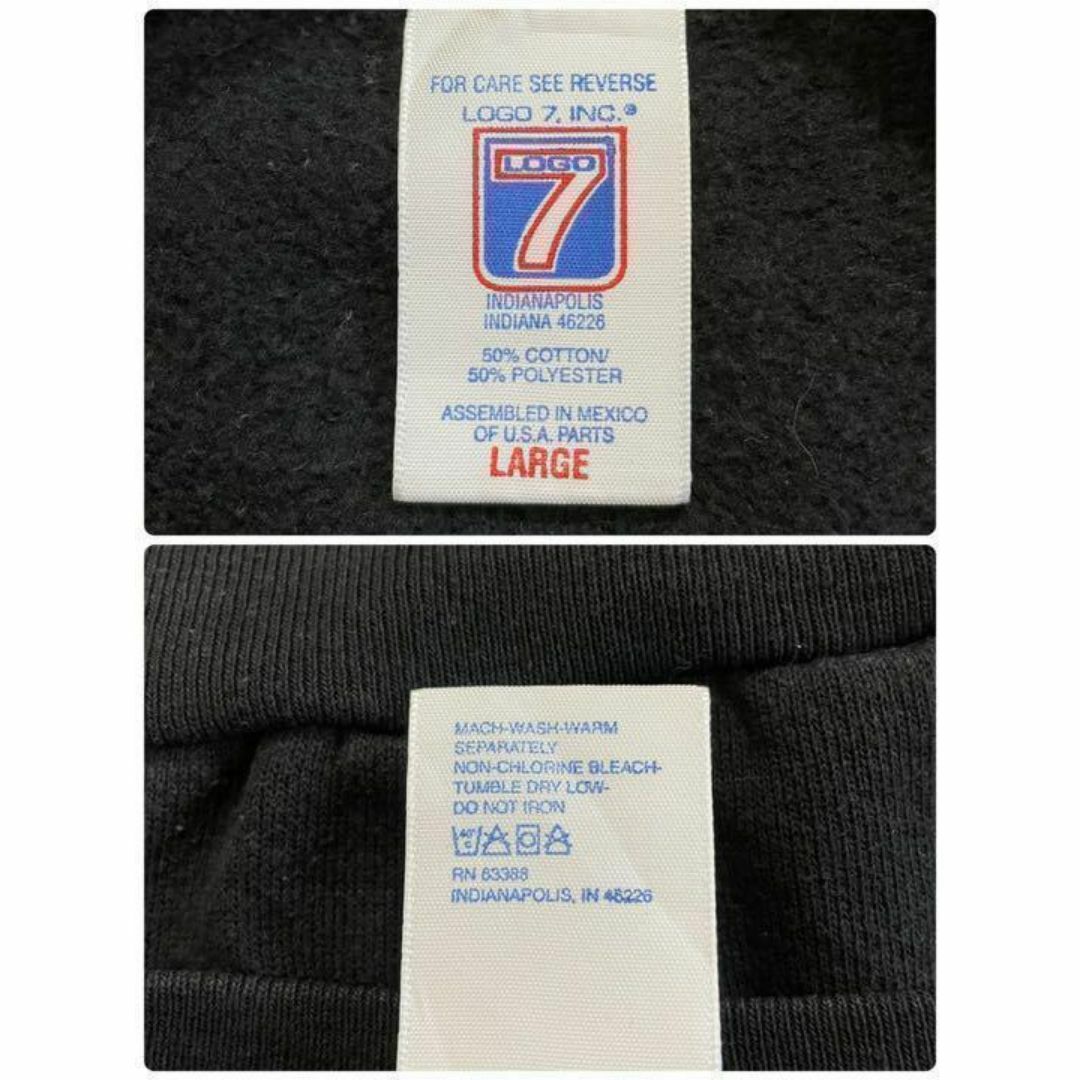 FOR CARE SEE REVERSE
LOGO 7, INC.®
LOGO
7
INDIANAPOLIS
INDIANA 46226
50% COTTON/
50% POLYESTER
ASSEMBLED IN MEXICO
OF U.S.A. PARTS
LARGE
MACH-WASH-WARM
SEPARATELY
NON-CHLORINE BLEACH-
TUMBLE DRY LOW-
DO NOT IRON
40°
C
RN 63388
INDIANAPOLIS, IN 46226